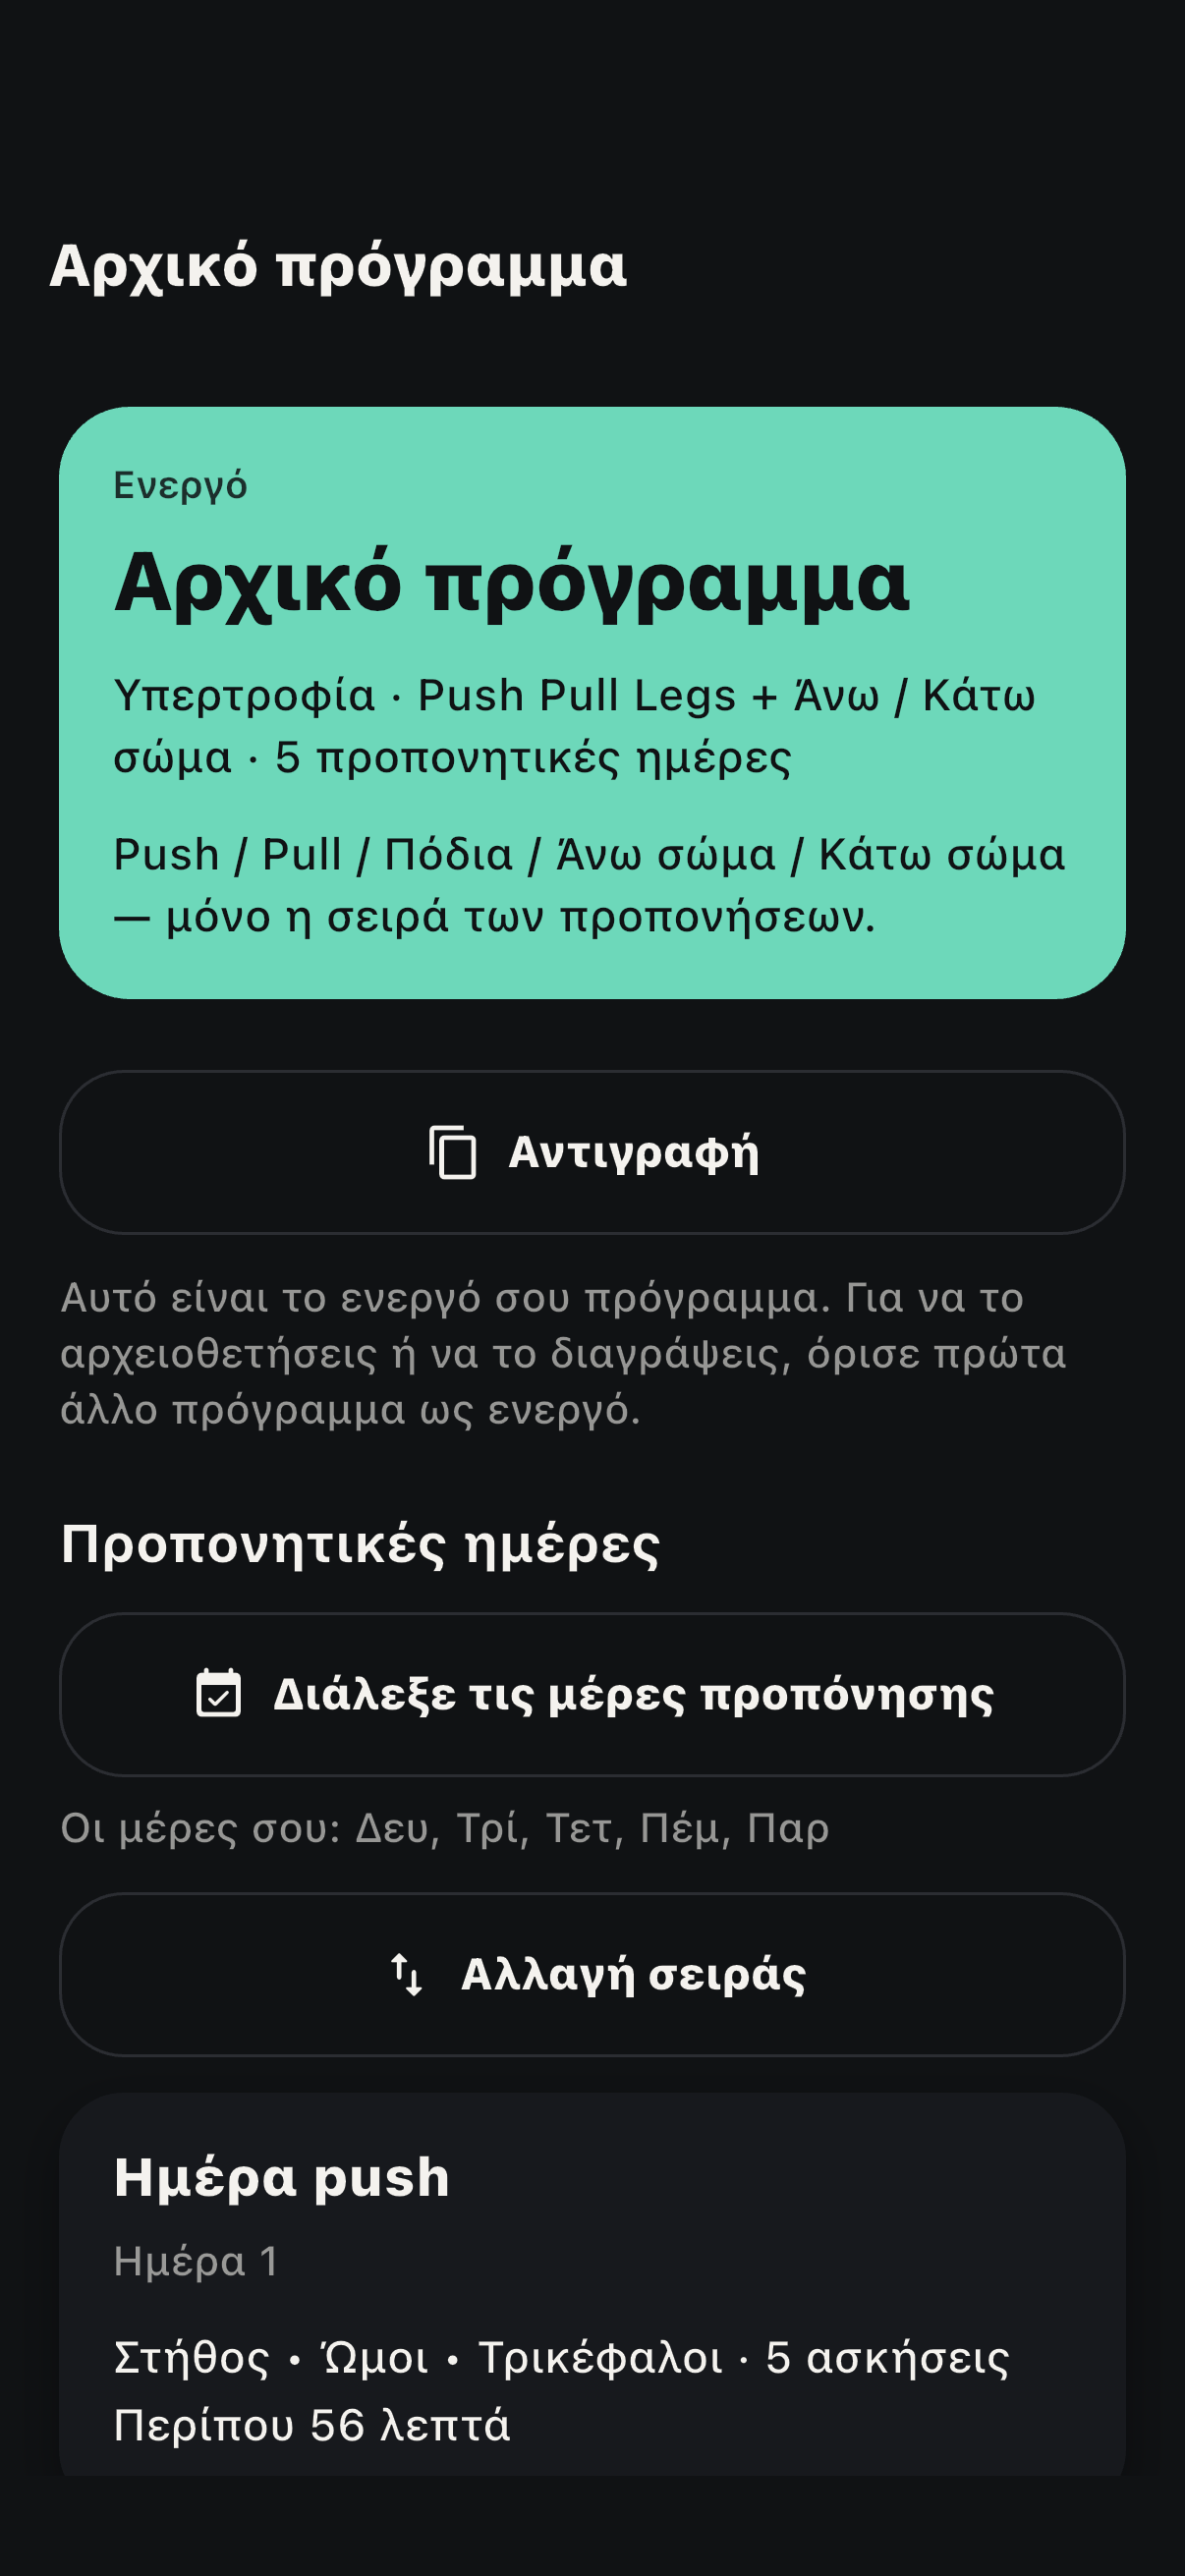 Αρχικό πρόγραμμα
Ενεργό
Αρχικό πρόγραμμα
Υπερτροφία · Push Pull Legs + Άνω / Κάτω
σώμα · 5 προπονητικές ημέρες
Push / Pull / Πόδια / Άνω σώμα / Κάτω σώμα
— μόνο η σειρά των προπονήσεων.
Αντιγραφή
Αυτό είναι το ενεργό σου πρόγραμμα. Για να το
αρχειοθετήσεις ή να το διαγράψεις, όρισε πρώτα
άλλο πρόγραμμα ως ενεργό.
Προπονητικές ημέρες
Διάλεξε τις μέρες προπόνησης
Οι μέρες σου: Δευ, Τρί, Τετ, Πέμ, Παρ
Αλλαγή σειράς
Ημέρα push
Ημέρα 1
Στήθος • Ώμοι • Τρικέφαλοι · 5 ασκήσεις
Περίπου 56 λεπτά